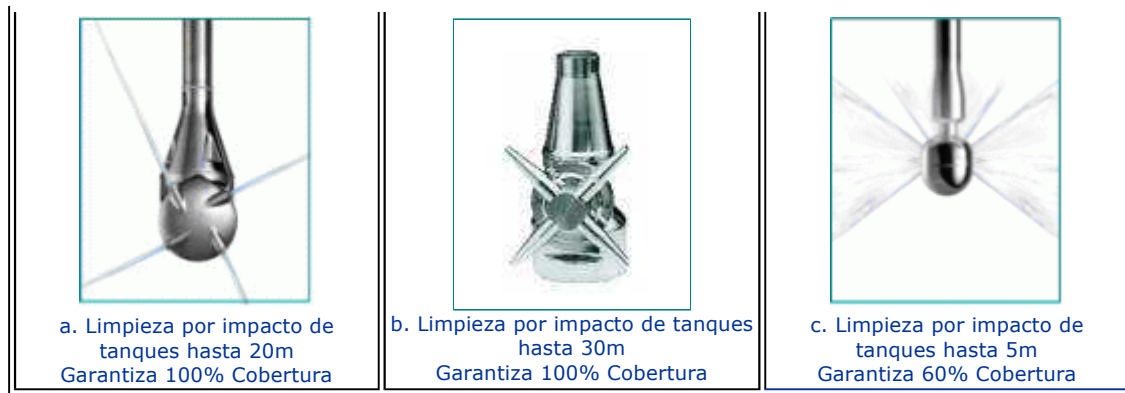 a. Limpieza por impacto de
tanques hasta 20m
Garantiza 100% Cobertura
b. Limpieza por impacto de tanques
hasta 30m
Garantiza 100% Cobertura
c. Limpieza por impacto de
tanques hasta 5m
Garantiza 60% Cobertura